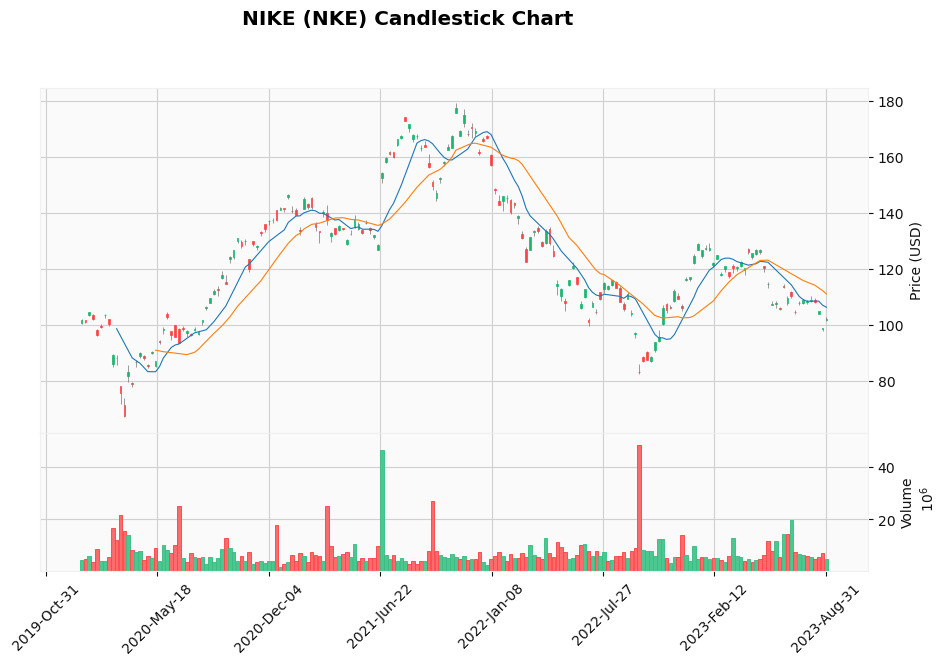 NIKE (NKE) Candlestick Chart
180
160
140
120
100
80
Price (USD)
40
20
Volume
10^6
2019-Oct-31
2020-May-18
2020-Dec-04
2021-Jun-22
2022-Jan-08
2022-Jul-27
2023-Feb-12
2023-Aug-31